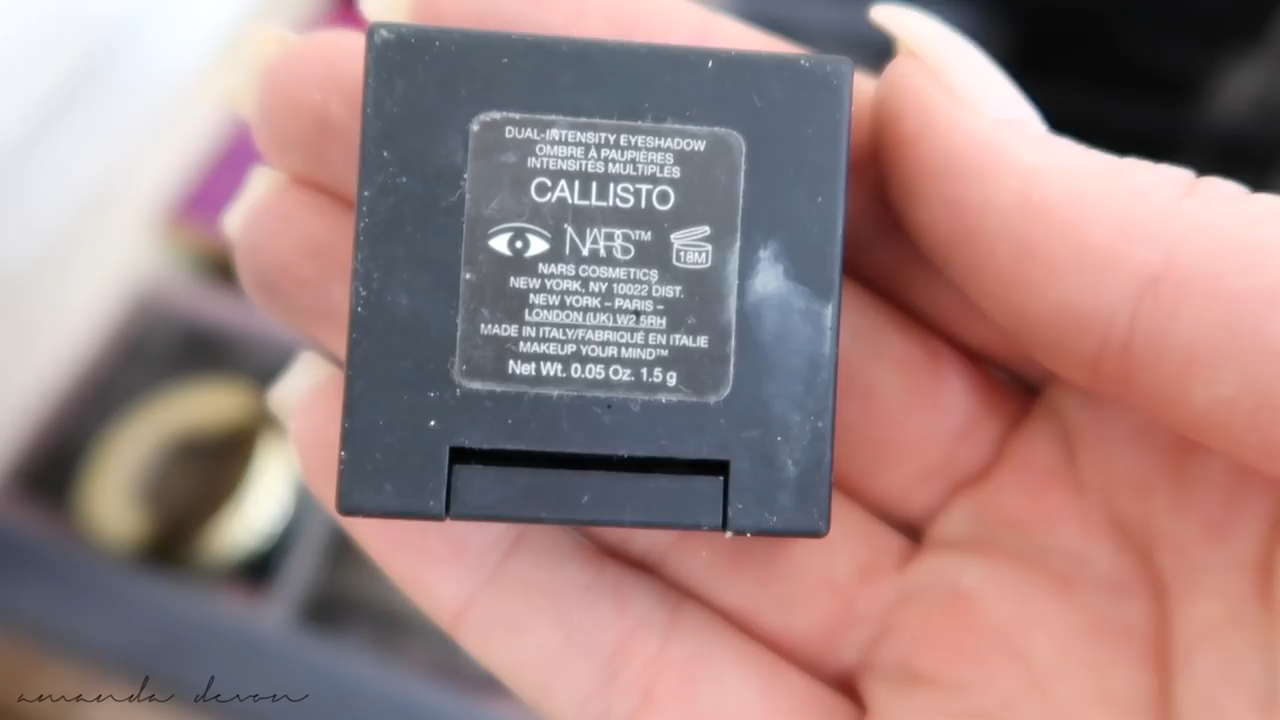 DUAL-INTENSITY EYESHADOW
OMBRE À PAUPIÈRES
INTENSITÉS MULTIPLES
CALLISTO
NARS™
18M
NARS COSMETICS
NEW YORK, NY 10022 DIST.
NEW YORK – PARIS –
LONDON (UK) W2 5RH
MADE IN ITALY/FABRIQUÉ EN ITALIE
MAKEUP YOUR MIND™
Net Wt. 0.05 Oz. 1.5 g
amanda devon